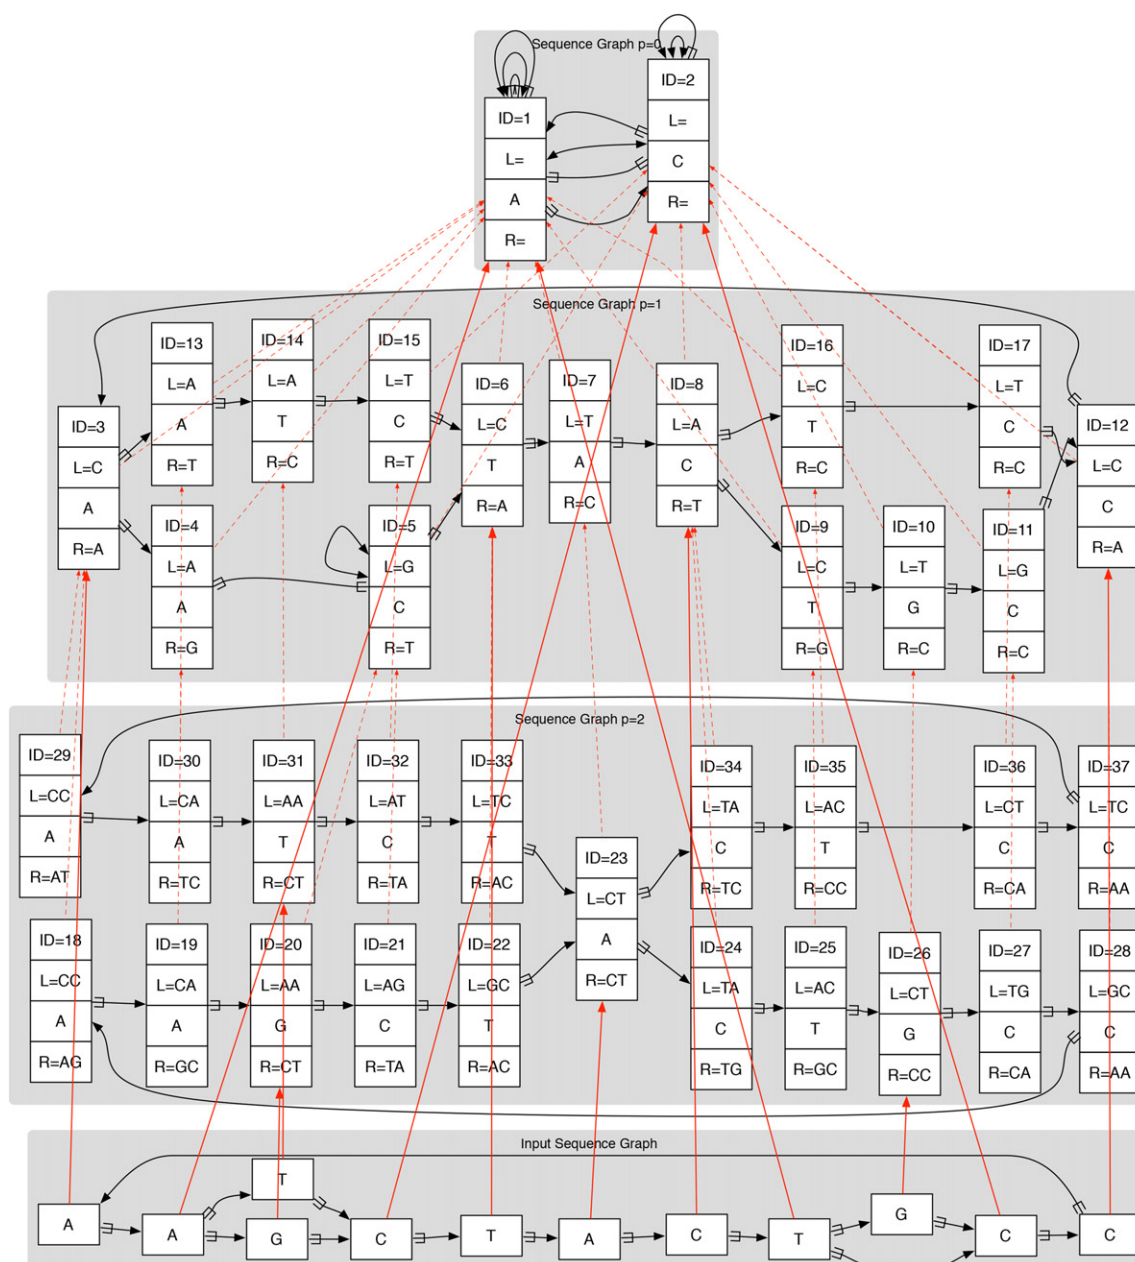 Sequence Graph p=0
ID=1
L=
A
R=
ID=2
L=
C
R=
Sequence Graph p=1
ID=3
L=C
A
R=A
ID=13
L=A
A
R=T
ID=14
L=A
T
R=C
ID=15
L=T
C
R=T
ID=6
L=C
T
R=A
ID=7
L=T
A
R=C
ID=8
L=A
C
R=T
ID=16
L=C
T
R=C
ID=17
L=T
C
R=C
ID=12
L=C
C
R=A
ID=4
L=A
A
R=G
ID=5
L=G
C
R=T
ID=9
L=C
T
R=G
ID=10
L=T
G
R=C
ID=11
L=G
C
R=C
Sequence Graph p=2
ID=29
L=CC
A
R=AT
ID=30
L=CA
A
R=TC
ID=31
L=AA
T
R=CT
ID=32
L=AT
C
R=TA
ID=33
L=TC
T
R=AC
ID=23
L=CT
A
R=CT
ID=34
L=TA
C
R=TC
ID=35
L=AC
T
R=CC
ID=36
L=CT
C
R=CA
ID=37
L=TC
C
R=AA
ID=18
L=CC
A
R=AG
ID=19
L=CA
A
R=GC
ID=20
L=AA
G
R=CT
ID=21
L=AG
C
R=TA
ID=22
L=GC
T
R=AC
ID=24
L=TA
C
R=TG
ID=25
L=AC
T
R=GC
ID=26
L=CT
G
R=CC
ID=27
L=TG
C
R=CA
ID=28
L=GC
C
R=AA
Input Sequence Graph
T
A
A
G
C
T
A
C
T
G
C
C